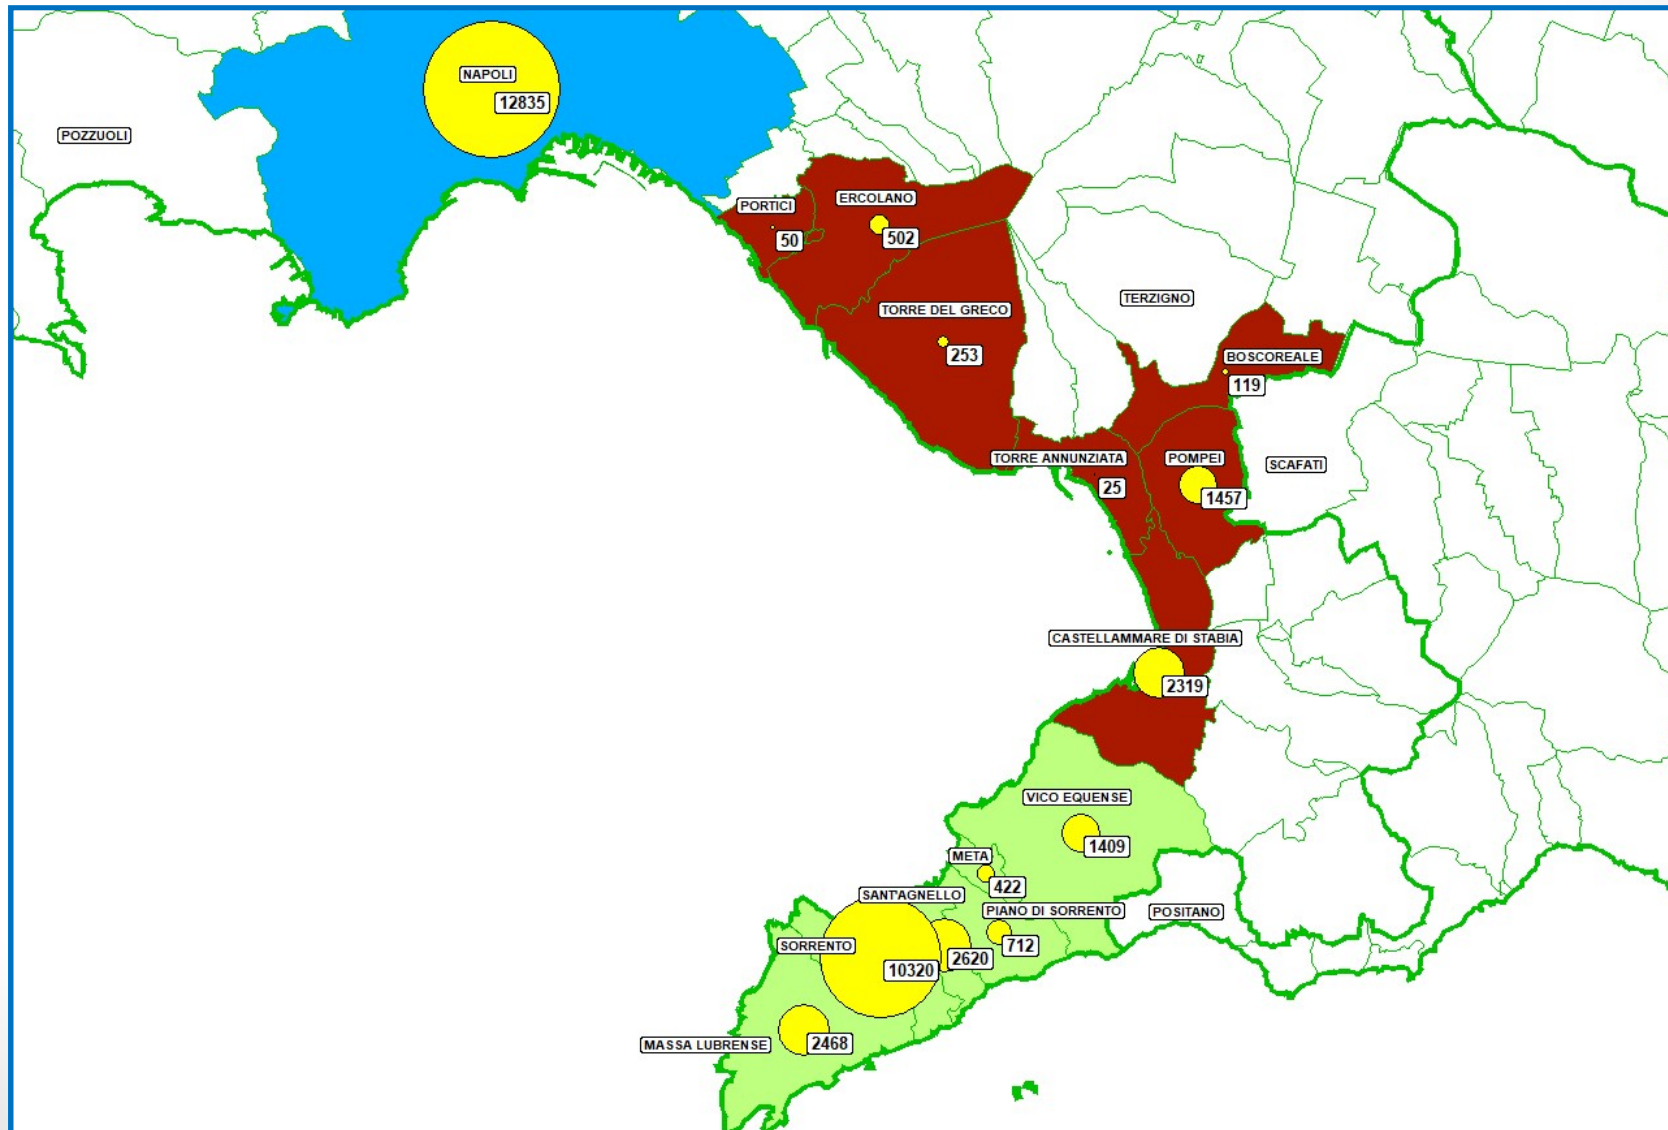 NAPOLI
12835
POZZUOLI
PORTICI
50
ERCOLANO
502
TORRE DEL GRECO
253
TERZIGNO
BOSCOREALE
119
TORRE ANNUNZIATA
25
POMPEI
1457
SCAFATI
CASTELLAMMARE DI STABIA
2319
VICO EQUENSE
1409
META
422
SANT'AGNELLO
2620
PIANO DI SORRENTO
712
POSITANO
SORRENTO
10320
MASSA LUBRENSE
2468